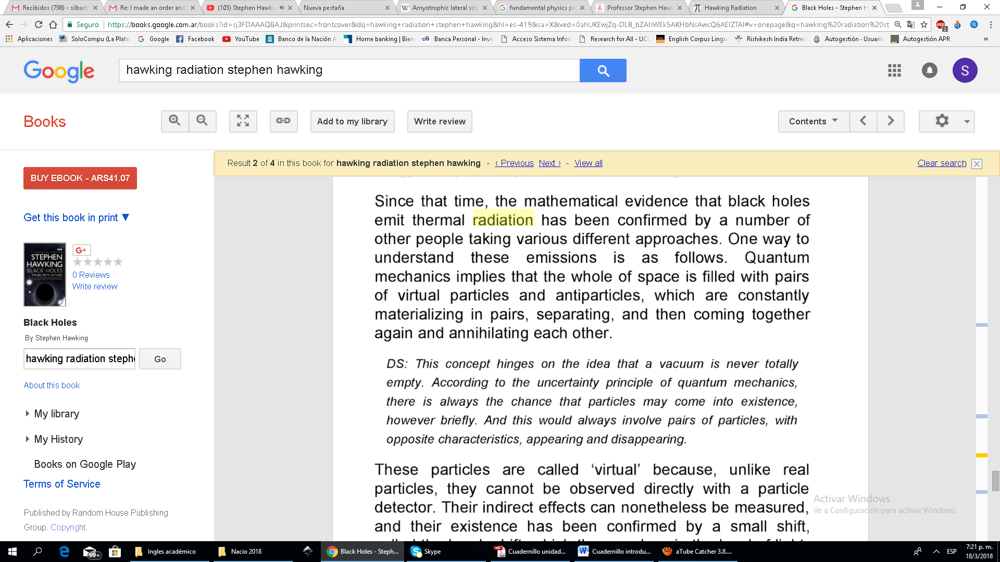 Recibidos (798) - silbarb
Re: I made an order and
(103) Stephen Hawki
Nueva pestaña
Amyotrophic lateral scle
fundamental physics pri
Professor Stephen Hawk
Hawking Radiation
Black Holes - Stephen H
Seguro
https://books.google.com.ar/books?id=sj3FDAAAQBAJ&printsec=frontcover&dq=hawking+radiation+stephen+hawking&hl=es-419&sa=X&ved=0ahUKEwjZq-DL8_bZAhWEk5AKHbNsAwcQ6AEIZTAI#v=onepage&q=hawking%20radiation%20st
ABP
2
Aplicaciones
SoloCompu (La Plata
Google
Facebook
YouTube
Banco de la Nación A
Home banking | Bien
citi
Banca Personal - Inve
Acceso Sistema Infor
Research for All - UCL
UCL
English Corpus Lingu
Rishikesh India Retrea
Autogestión · Usuario
Autogestión APR
»
Google
hawking radiation stephen hawking
S
Books
Add to my library
Write review
Contents
Result 2 of 4 in this book for hawking radiation stephen hawking - ‹ Previous Next › - View all
Clear search
BUY EBOOK - ARS41.07
Get this book in print ▼
STEPHEN
HAWKING
BLACK HOLES
THE BBC REITH LECTURES
G+
0 Reviews
Write review
Black Holes
By Stephen Hawking
hawking radiation steph
Go
About this book
My library
My History
Books on Google Play
Terms of Service
Published by Random House Publishing
Group. Copyright.
Since that time, the mathematical evidence that black holes
emit thermal radiation has been confirmed by a number of
other people taking various different approaches. One way to
understand these emissions is as follows. Quantum
mechanics implies that the whole of space is filled with pairs
of virtual particles and antiparticles, which are constantly
materializing in pairs, separating, and then coming together
again and annihilating each other.
DS: This concept hinges on the idea that a vacuum is never totally
empty. According to the uncertainty principle of quantum mechanics,
there is always the chance that particles may come into existence,
however briefly. And this would always involve pairs of particles, with
opposite characteristics, appearing and disappearing.
These particles are called ‘virtual’ because, unlike real
particles, they cannot be observed directly with a particle
detector. Their indirect effects can nonetheless be measured,
and their existence has been confirmed by a small shift,
Activar Windows
Ve a Configuración para activar Windows.
99+
Ingles académico
Nacio 2018
Black Holes - Steph...
Skype
Cuadernillo unidad...
Cuadernillo introdu...
aTube Catcher 3.8....
ESP
7:21 p. m.
18/3/2018